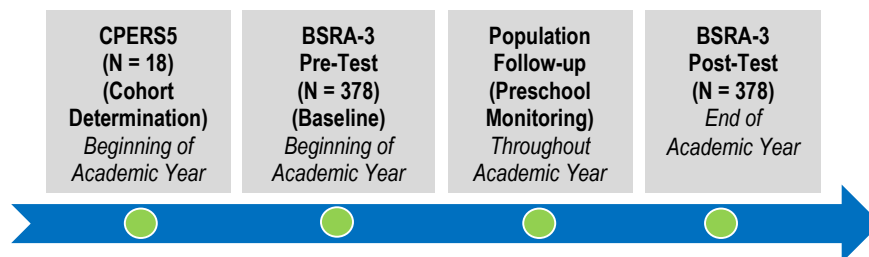 CPERS5
(N = 18)
(Cohort
Determination)
Beginning of
Academic Year
BSRA-3
Pre-Test
(N = 378)
(Baseline)
Beginning of
Academic Year
Population
Follow-up
(Preschool
Monitoring)
Throughout
Academic Year
BSRA-3
Post-Test
(N = 378)
End of
Academic Year